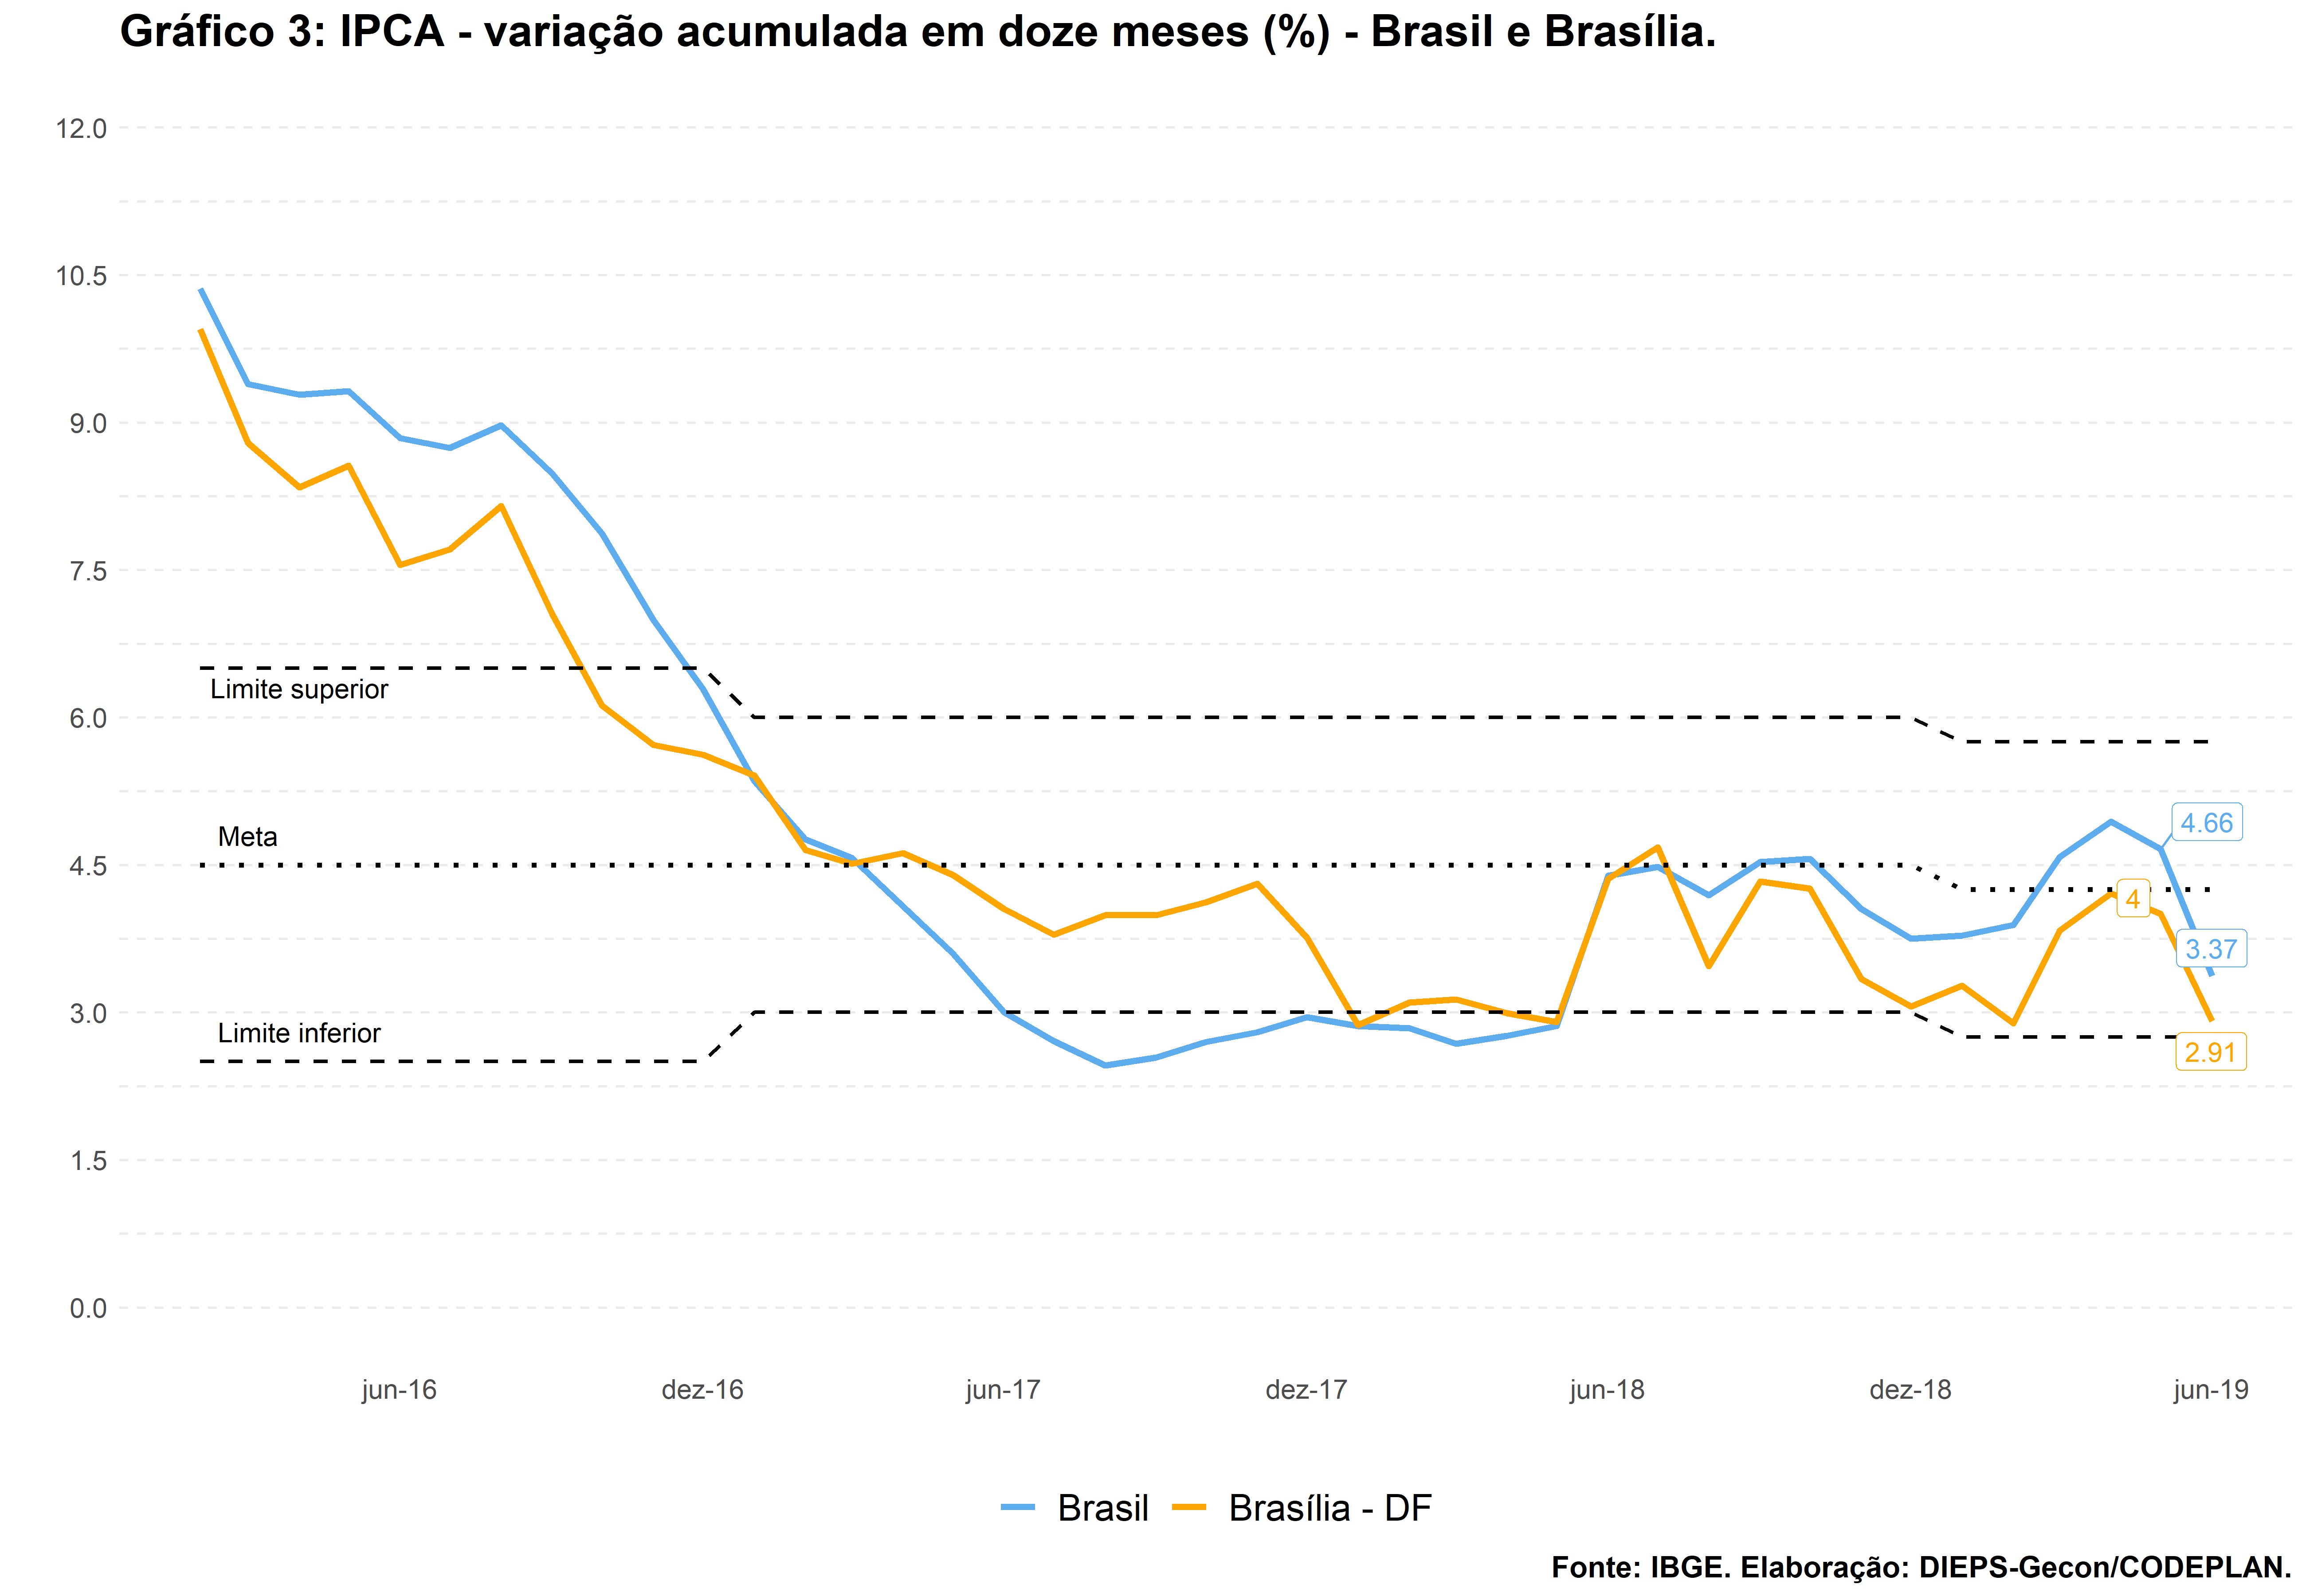 Gráfico 3: IPCA - variação acumulada em doze meses (%) - Brasil e Brasília.
12.0
10.5
9.0
7.5
Limite superior
6.0
4.66
Meta
4.5
4
3.37
3.0
Limite inferior
2.91
1.5
0.0
jun-16 dez-16 jun-17 dez-17 jun-18 dez-18 jun-19
Brasil Brasília - DF
Fonte: IBGE. Elaboração: DIEPS-Gecon/CODEPLAN.